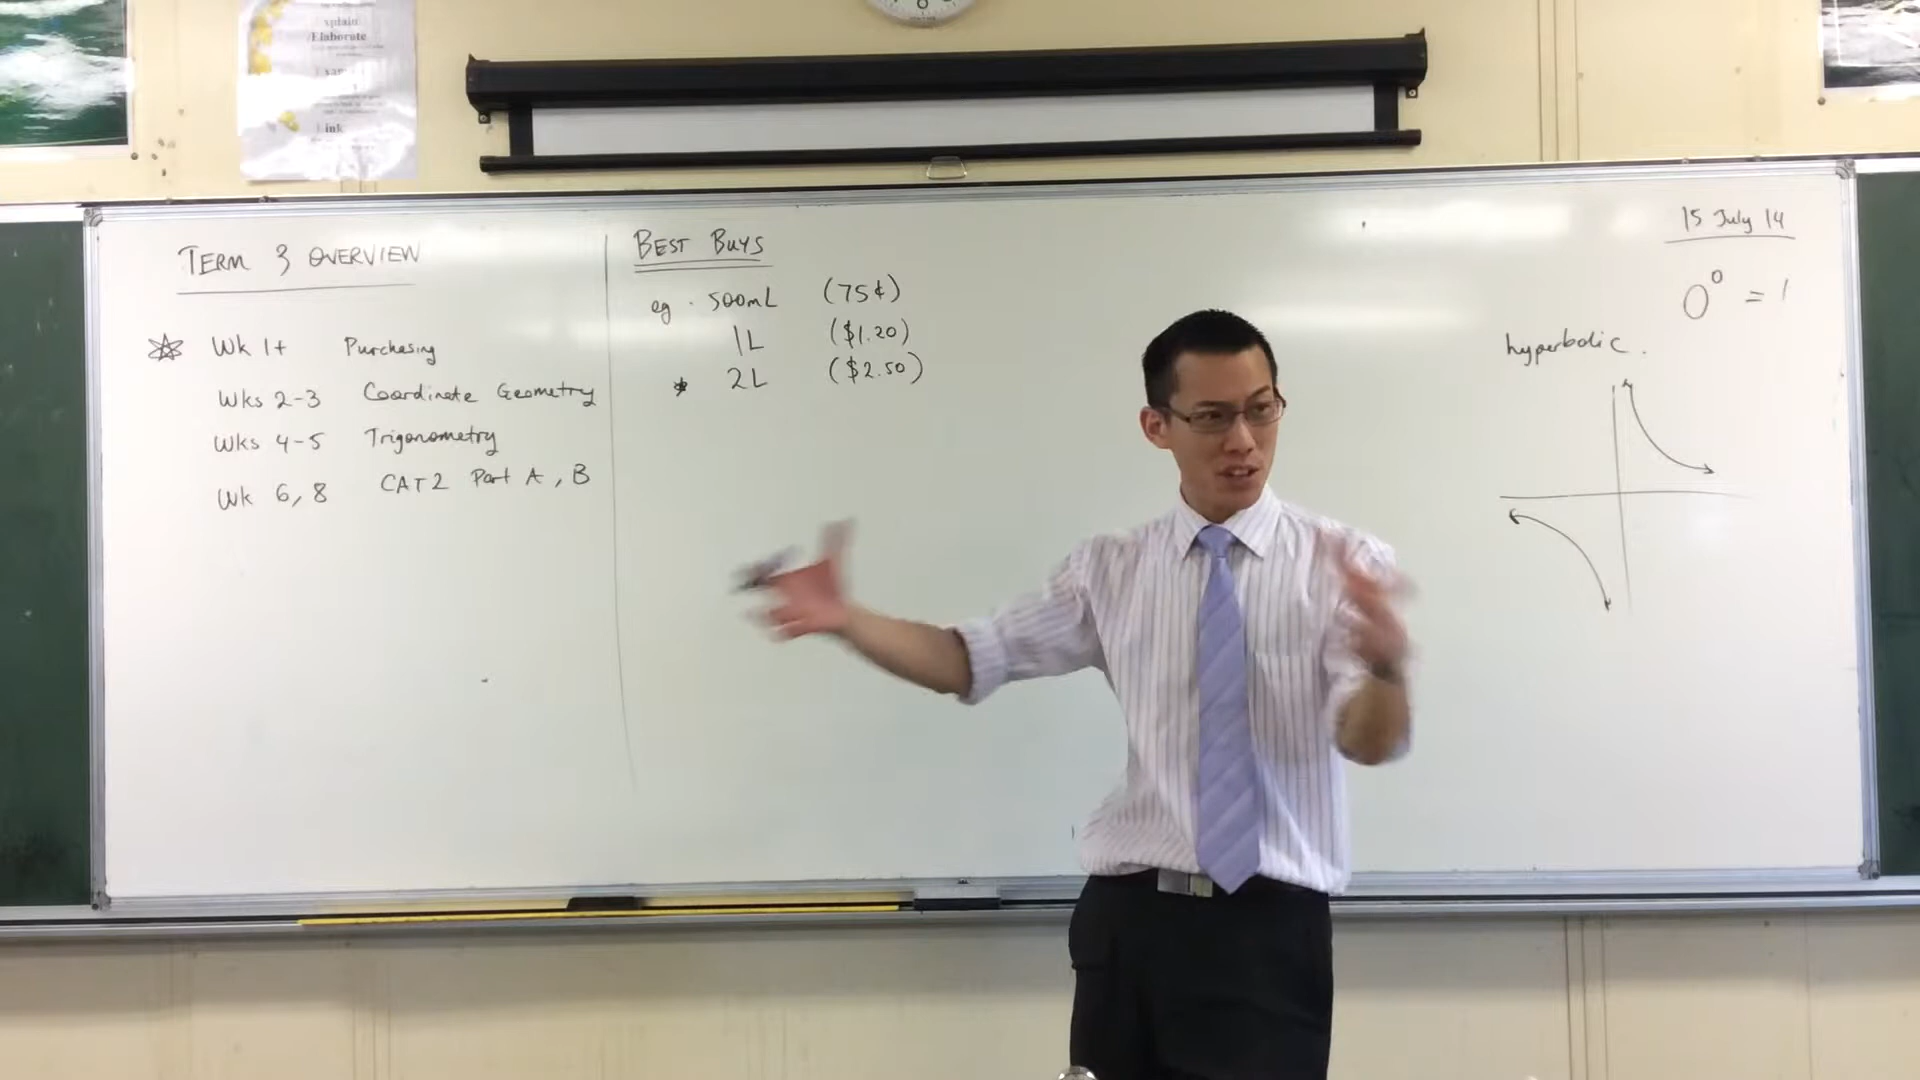 xplain
/Elaborate
ink
TERM 3 OVERVIEW
Wk 1+ Purchasing
Wks 2-3 Coordinate Geometry
Wks 4-5 Trigonometry
Wk 6, 8 CAT2 Part A, B
BEST BUYS
eg. 500mL (75¢)
1L ($1.20)
* 2L ($2.50)
15 July 14
0⁰ = 1
hyperbolic.